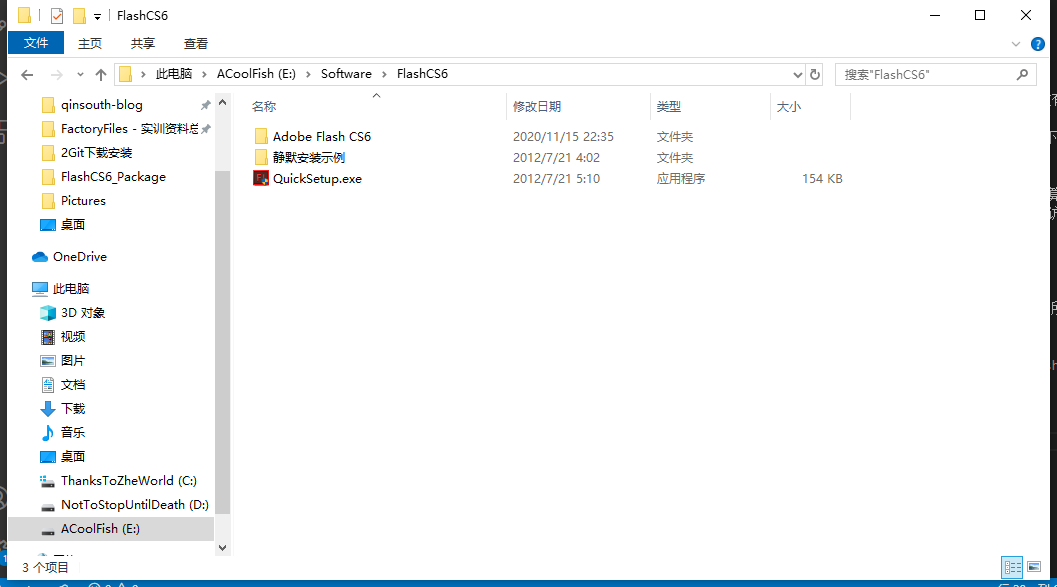 FlashCS6
文件 主页 共享 查看
此电脑 ACoolFish (E:) Software FlashCS6 搜索"FlashCS6"
名称 修改日期 类型 大小
qinsouth-blog
FactoryFiles - 实训资料总
2Git下载安装
FlashCS6_Package
Pictures
桌面
OneDrive
此电脑
3D 对象
视频
图片
文档
下载
音乐
桌面
ThanksToZheWorld (C:)
NotToStopUntilDeath (D:)
ACoolFish (E:)
Adobe Flash CS6 2020/11/15 22:35 文件夹
静默安装示例 2012/7/21 4:02 文件夹
QuickSetup.exe 2012/7/21 5:10 应用程序 154 KB
3 个项目